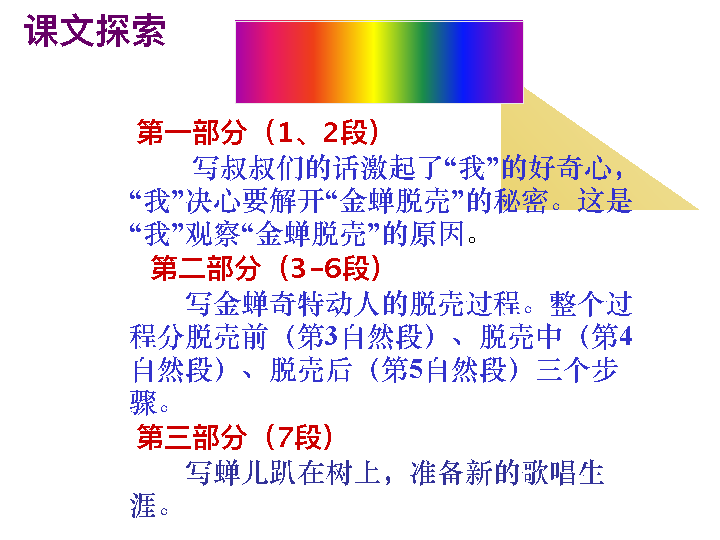 课文探索
第一部分（1、2段）
写叔叔们的话激起了“我”的好奇心，
“我”决心要解开“金蝉脱壳”的秘密。这是
“我”观察“金蝉脱壳”的原因。
第二部分（3-6段）
写金蝉奇特动人的脱壳过程。整个过
程分脱壳前（第3自然段）、脱壳中（第4
自然段）、脱壳后（第5自然段）三个步
骤。
第三部分（7段）
写蝉儿趴在树上，准备新的歌唱生
涯。